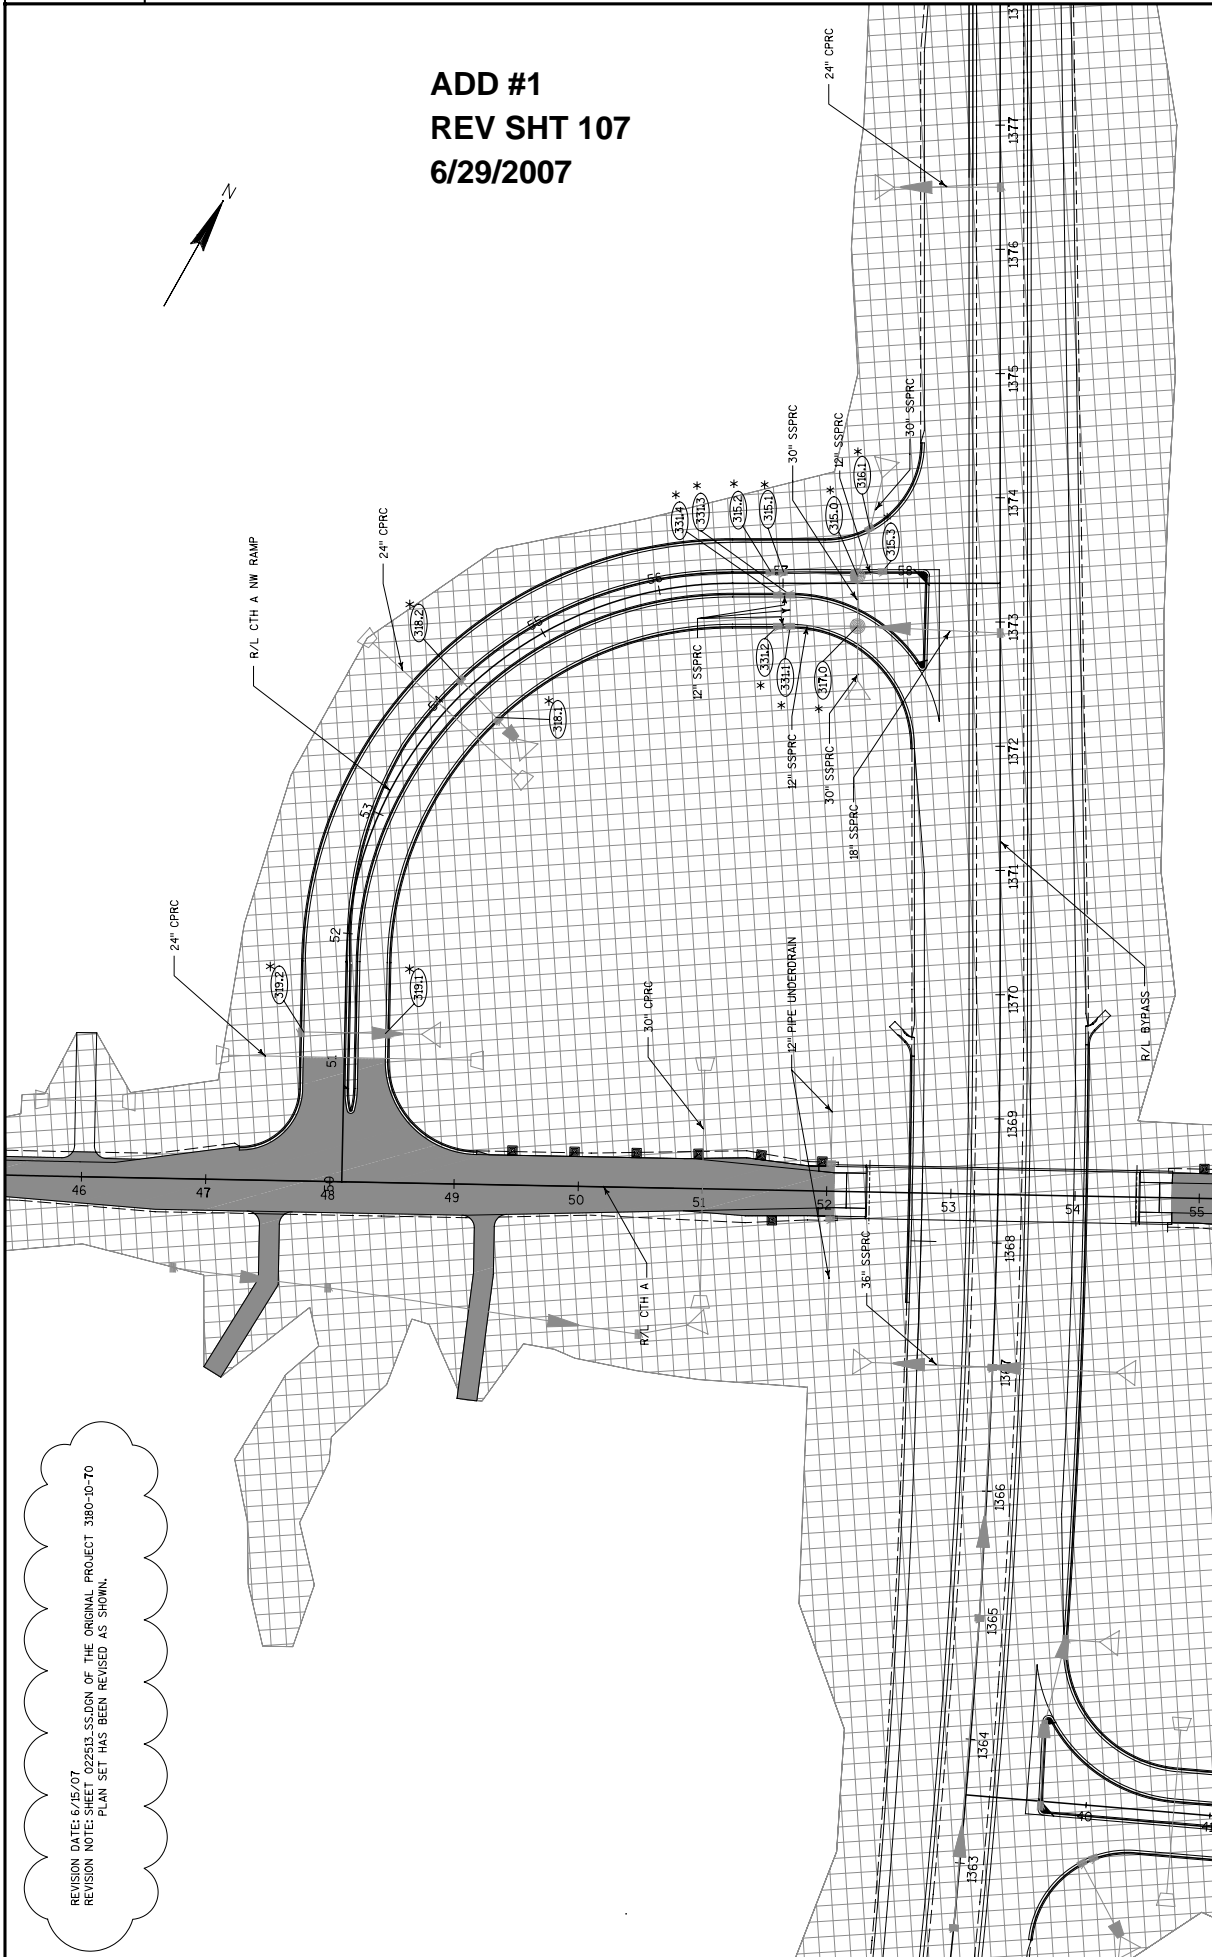 ADD #1
REV SHT 107
6/29/2007
N
24" CPRC
1377
1376
1375
1374
1373
1372
1371
1370
1369
1368
1367
1366
1365
1364
1363
30" SSPRC
12" SSPRC
30" SSPRC
331.4 *
331.3 *
315.2 *
315.1 *
315.0 *
316.1 *
315.3 *
24" CPRC
R/L CTH A NW RAMP
318.2 *
318.1 *
12" SSPRC
331.2 *
331.1 *
317.0 *
12" SSPRC
30" SSPRC
18" SSPRC
58
56
53
52
51
50
24" CPRC
319.2 *
319.1 *
30" CPRC
12" PIPE UNDERDRAIN
R/L BYPASS
46
47
48
49
50
51
52
53
54
55
R/L CTH A
36" SSPRC
40
REVISION DATE: 6/15/07
REVISION NOTE: SHEET 022513_SS.DGN OF THE ORIGINAL PROJECT 3180-10-70
PLAN SET HAS BEEN REVISED AS SHOWN.